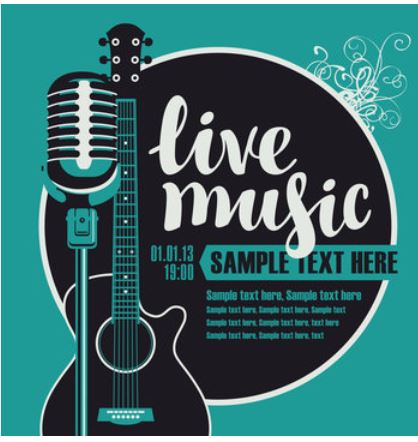 live
music
01.01.13
19:00
SAMPLE TEXT HERE
Sample text here, Sample text here
Sample text here, Sample text here, Sample text
Sample text here, Sample text here, text here
Sample text here, Sample text here, text